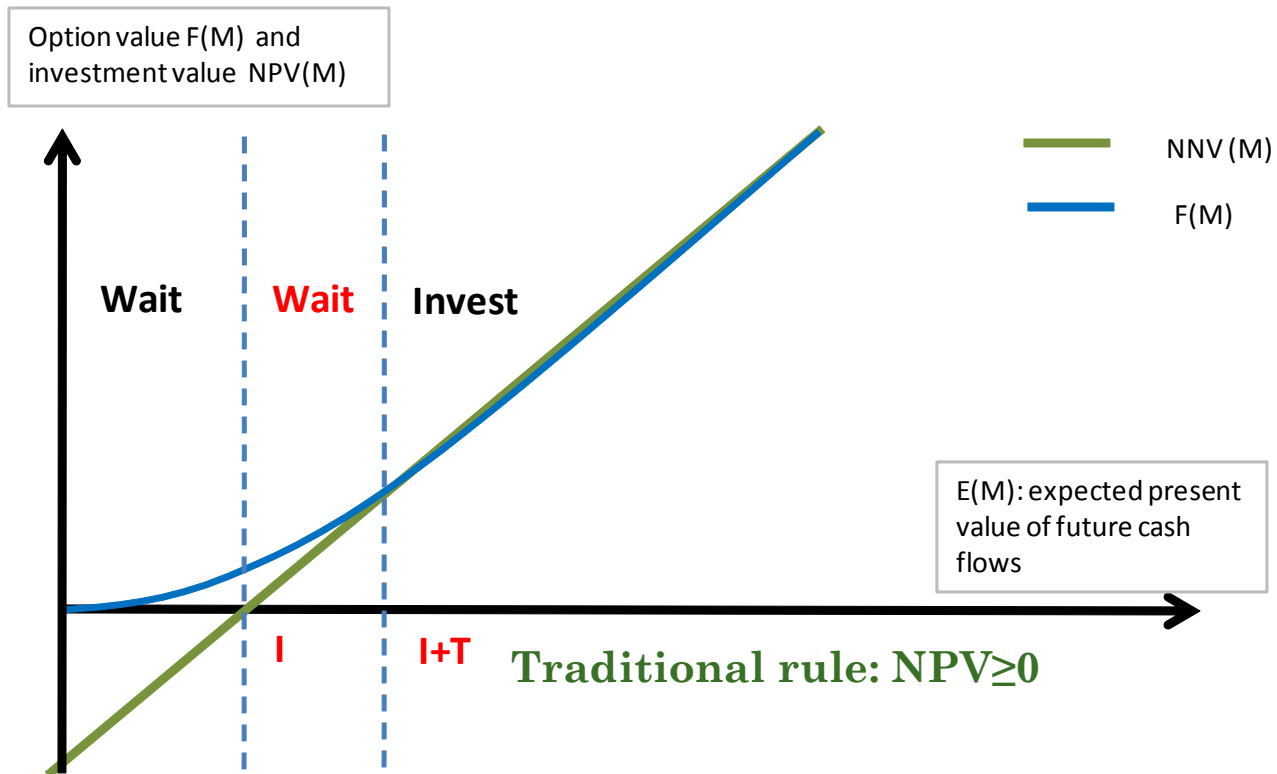 Option value F(M) and
investment value NPV(M)
NNV (M)
F(M)
Wait
Wait
Invest
E(M): expected present
value of future cash
flows
I
I+T
Traditional rule: NPV≥0